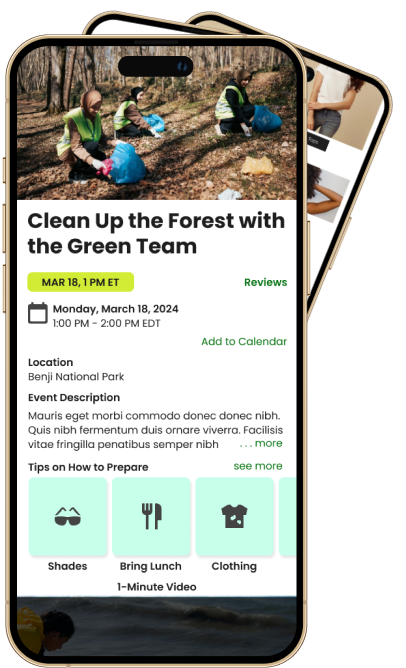 Clean Up the Forest with
the Green Team
MAR 18, 1 PM ET
Reviews
Monday, March 18, 2024
1:00 PM - 2:00 PM EDT
Add to Calendar
Location
Benji National Park
Event Description
Mauris eget morbi commodo donec donec nibh.
Quis nibh fermentum duis ornare viverra. Facilisis
vitae fringilla penatibus semper nibh ... more
Tips on How to Prepare see more
Shades Bring Lunch Clothing
1-Minute Video